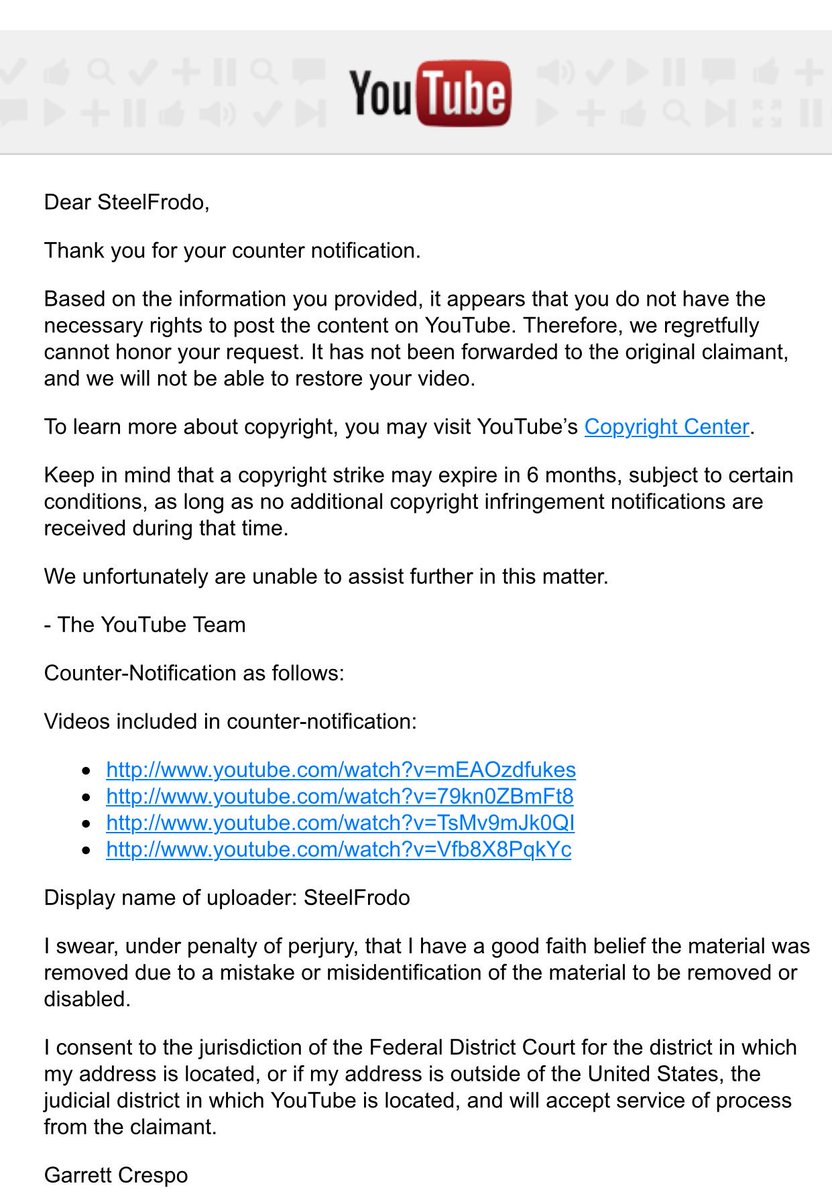 YouTube
Dear SteelFrodo,
Thank you for your counter notification.
Based on the information you provided, it appears that you do not have the
necessary rights to post the content on YouTube. Therefore, we regretfully
cannot honor your request. It has not been forwarded to the original claimant,
and we will not be able to restore your video.
To learn more about copyright, you may visit YouTube’s Copyright Center.
Keep in mind that a copyright strike may expire in 6 months, subject to certain
conditions, as long as no additional copyright infringement notifications are
received during that time.
We unfortunately are unable to assist further in this matter.
- The YouTube Team
Counter-Notification as follows:
Videos included in counter-notification:
• http://www.youtube.com/watch?v=mEAOzdfukes
• http://www.youtube.com/watch?v=79kn0ZBmFt8
• http://www.youtube.com/watch?v=TsMv9mJk0QI
• http://www.youtube.com/watch?v=Vfb8X8PqkYc
Display name of uploader: SteelFrodo
I swear, under penalty of perjury, that I have a good faith belief the material was
removed due to a mistake or misidentification of the material to be removed or
disabled.
I consent to the jurisdiction of the Federal District Court for the district in which
my address is located, or if my address is outside of the United States, the
judicial district in which YouTube is located, and will accept service of process
from the claimant.
Garrett Crespo